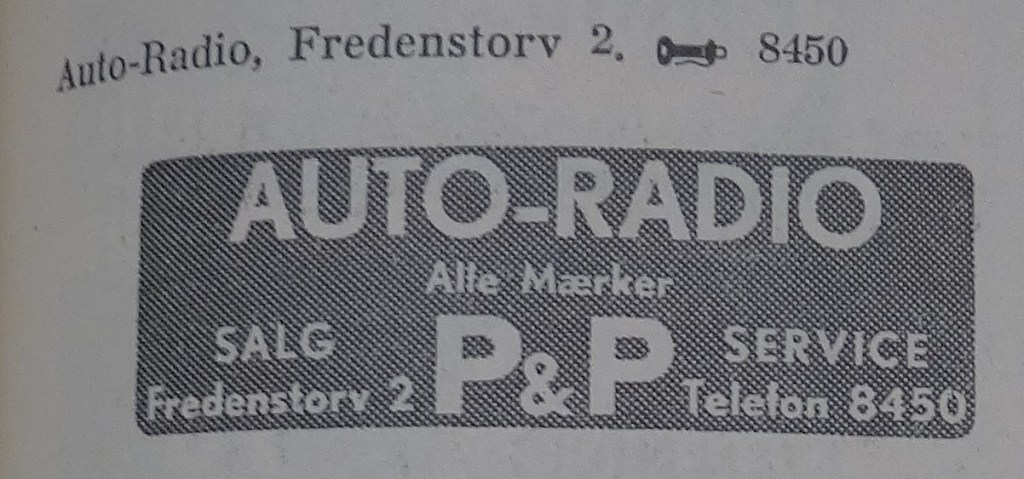 Auto-Radio, Fredenstorv 2. 8450
AUTO-RADIO
Alle Mærker
SALG P&P SERVICE
Fredenstorv 2 Telefon 8450